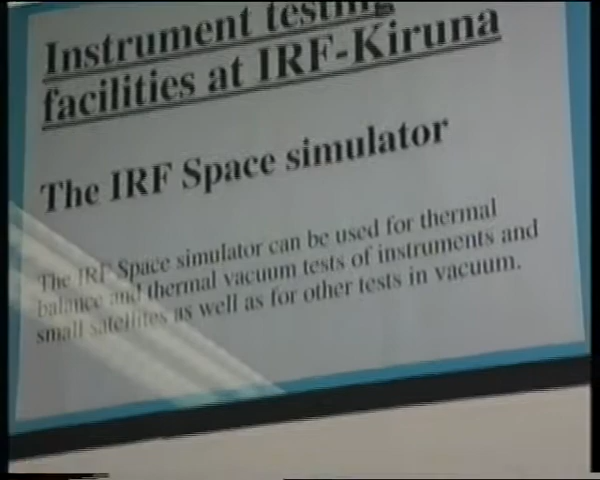 Instrument testing
facilities at IRF-Kiruna
The IRF Space simulator
The IRF Space simulator can be used for thermal
balance and thermal vacuum tests of instruments and
small satellites as well as for other tests in vacuum.